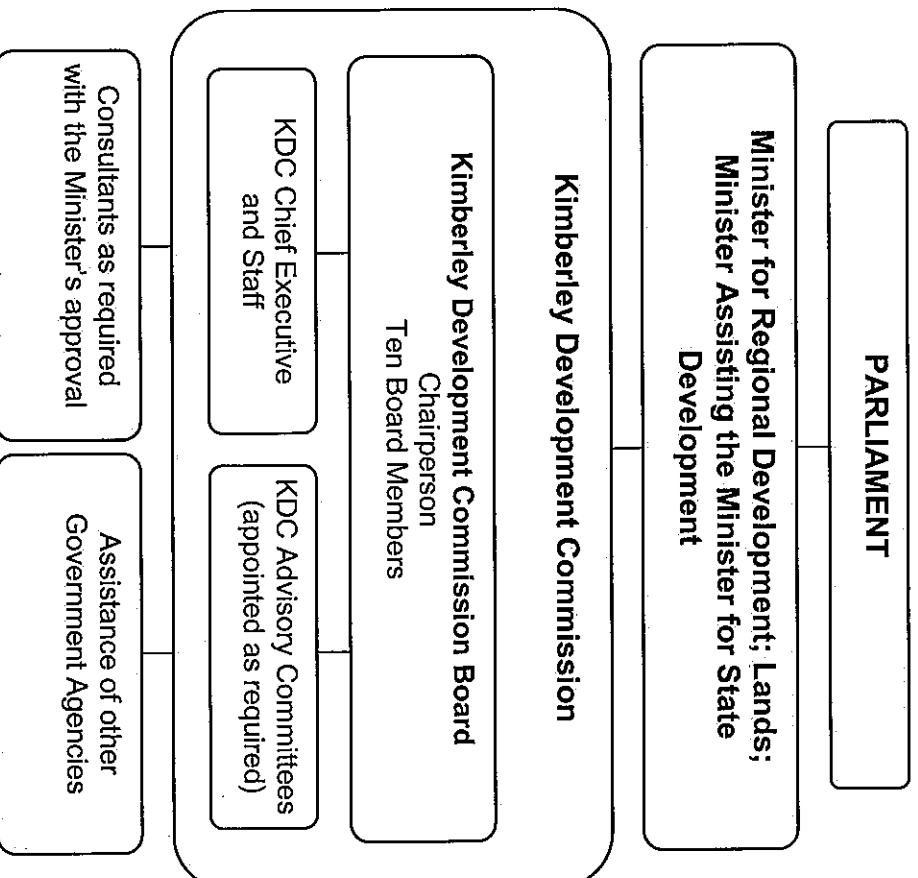 PARLIAMENT
Minister for Regional Development; Lands;
Minister Assisting the Minister for State
Development
Kimberley Development Commission
Kimberley Development Commission Board
Chairperson
Ten Board Members
KDC Chief Executive
and Staff
KDC Advisory Committees
(appointed as required)
Consultants as required
with the Minister's approval
Assistance of other
Government Agencies